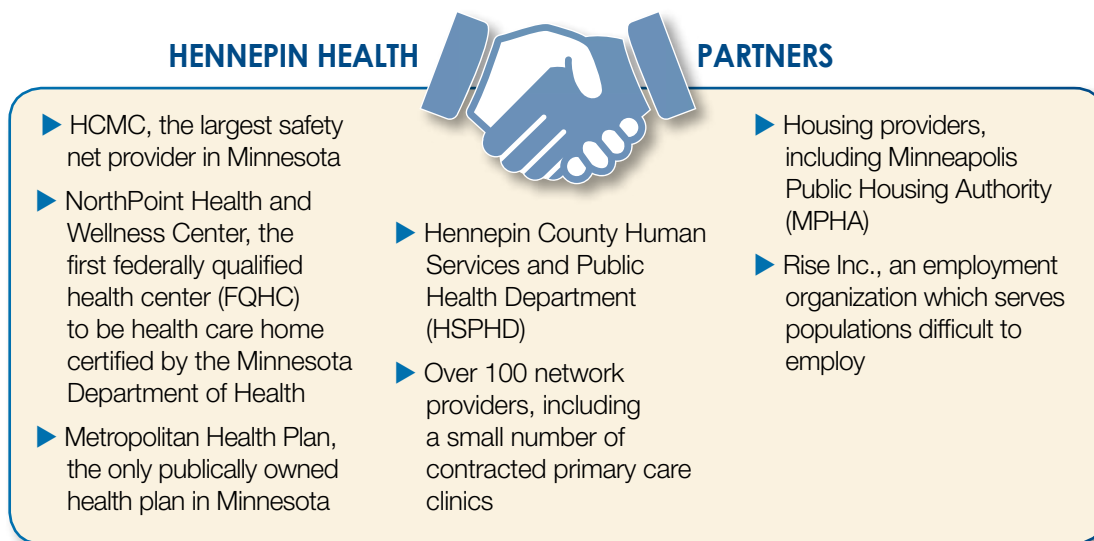 HENNEPIN HEALTH PARTNERS
▶ HCMC, the largest safety
net provider in Minnesota
▶ NorthPoint Health and
Wellness Center, the
first federally qualified
health center (FQHC)
to be health care home
certified by the Minnesota
Department of Health
▶ Metropolitan Health Plan,
the only publically owned
health plan in Minnesota
▶ Hennepin County Human
Services and Public
Health Department
(HSPHD)
▶ Over 100 network
providers, including
a small number of
contracted primary care
clinics
▶ Housing providers,
including Minneapolis
Public Housing Authority
(MPHA)
▶ Rise Inc., an employment
organization which serves
populations difficult to
employ